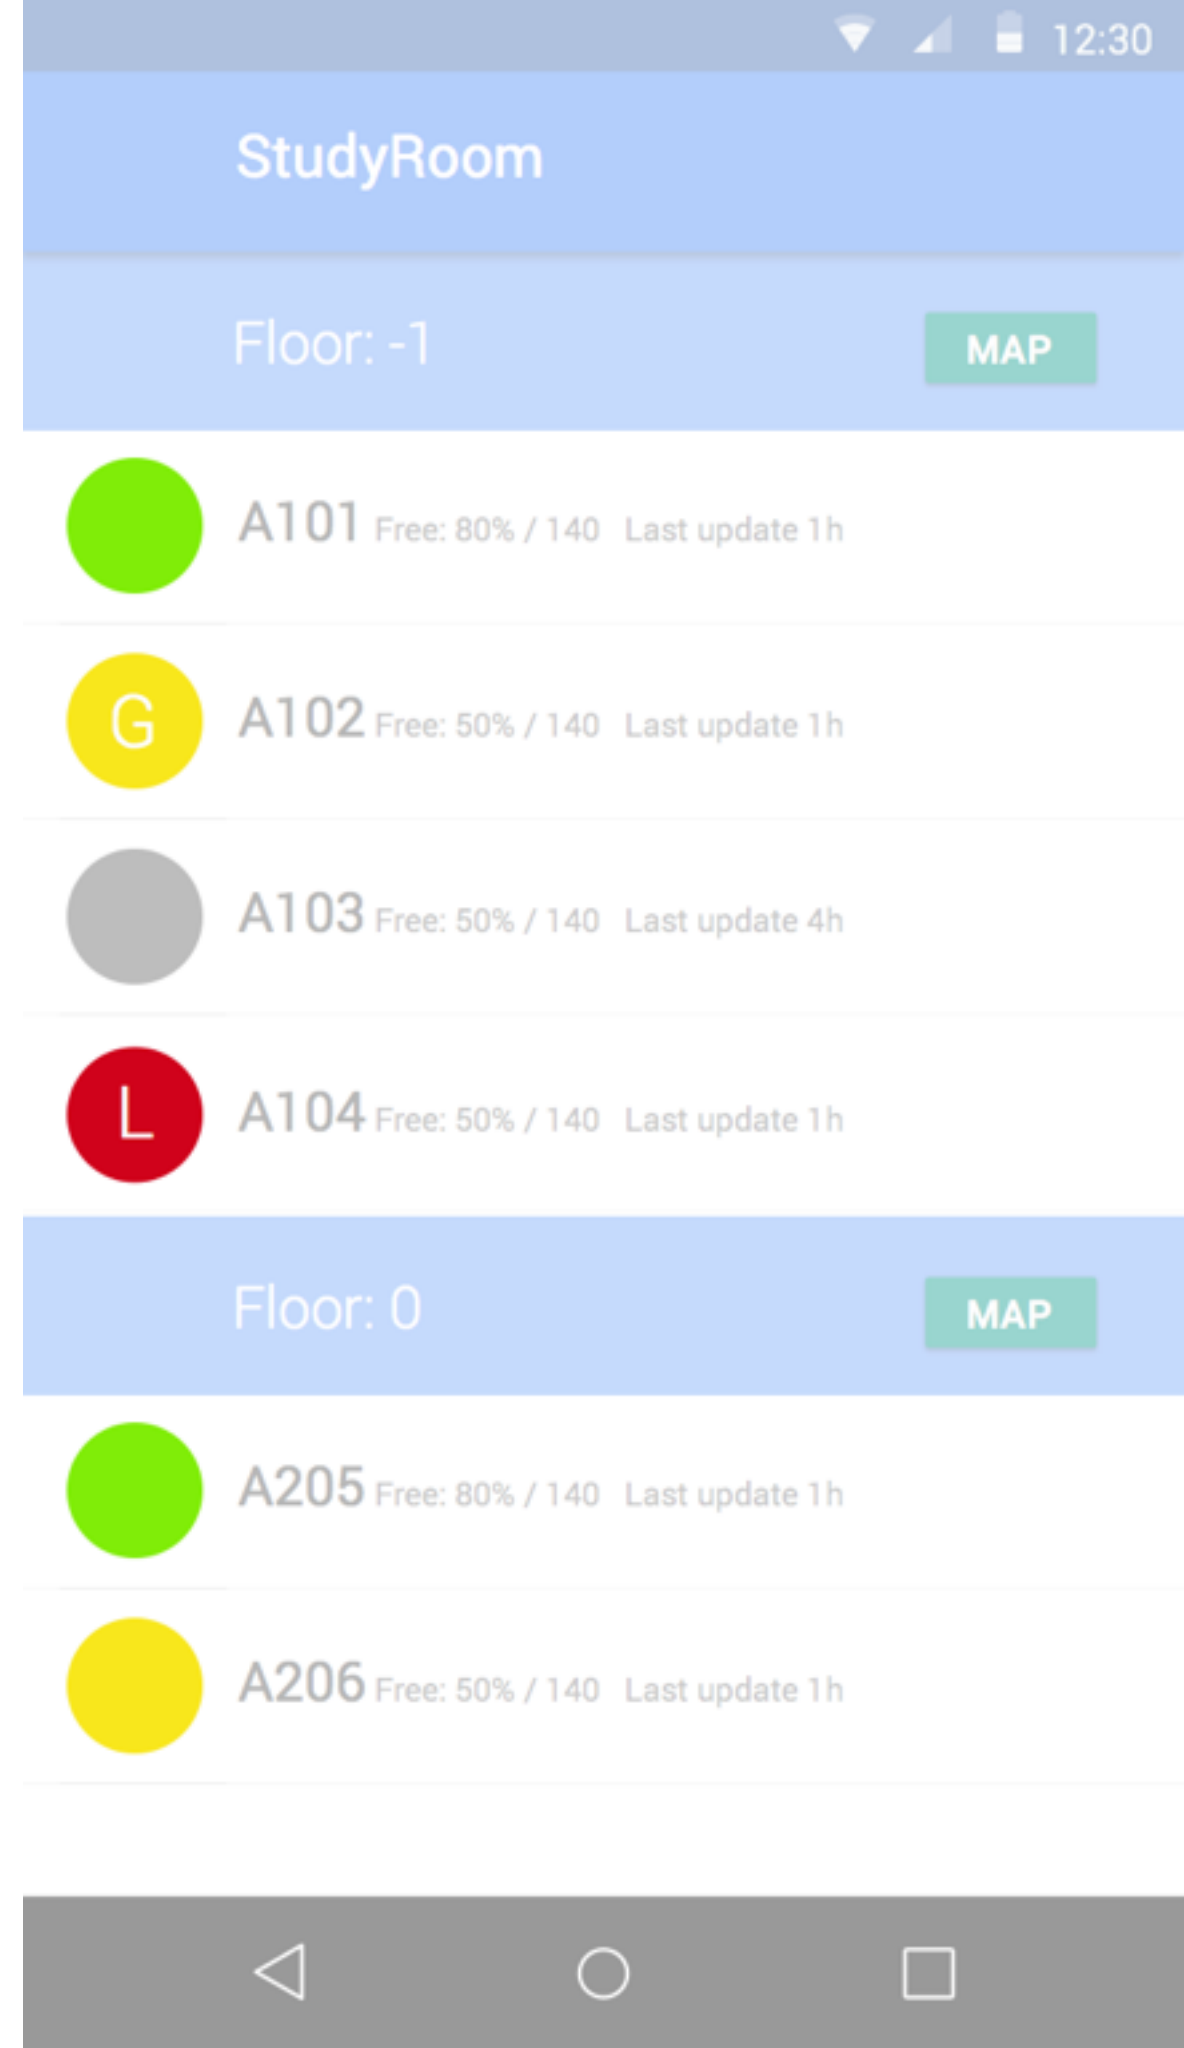 12:30
StudyRoom
Floor: -1 MAP
A101 Free: 80% / 140 Last update 1h
G A102 Free: 50% / 140 Last update 1h
A103 Free: 50% / 140 Last update 4h
L A104 Free: 50% / 140 Last update 1h
Floor: 0 MAP
A205 Free: 80% / 140 Last update 1h
A206 Free: 50% / 140 Last update 1h